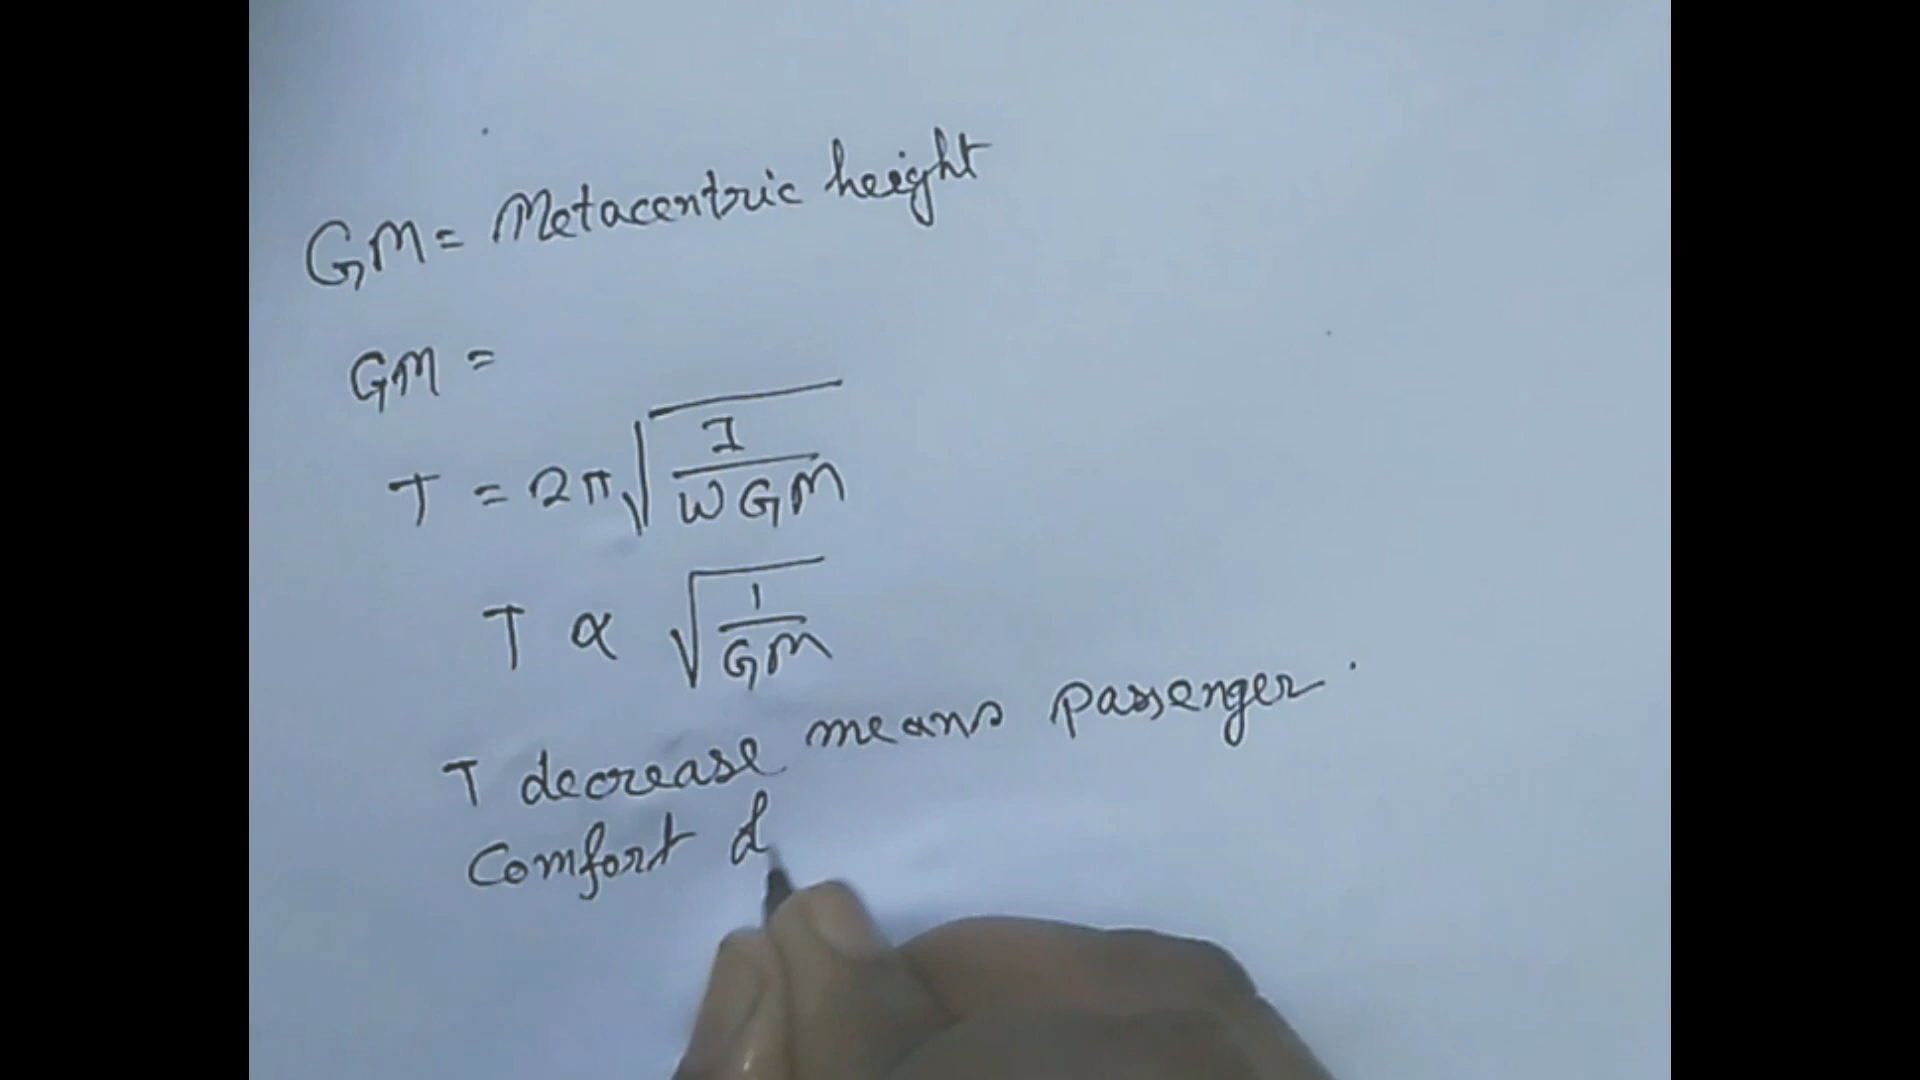 GM = Metacentric height
GM =
T = 2π√(I/(W GM))
T ∝ √(1/GM)
T decrease means passenger.
Comfort d